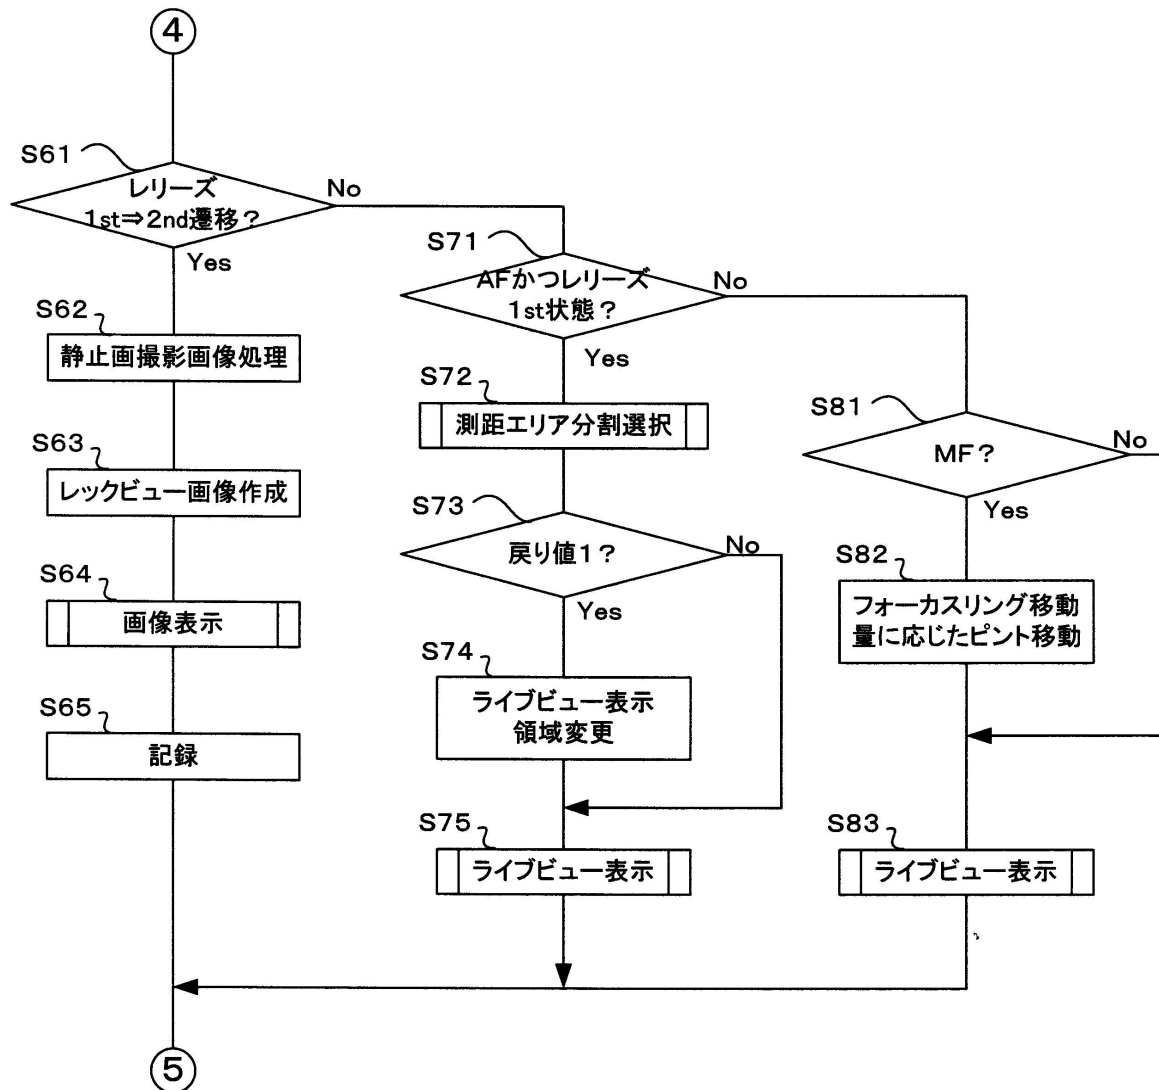 ④
S61
レリーズ
1st⇒2nd遷移？
No
Yes
S62
静止画撮影画像処理
S63
レックビュー画像作成
S64
画像表示
S65
記録
S71
AFかつレリーズ
1st状態？
No
Yes
S72
測距エリア分割選択
S73
戻り値1？
No
Yes
S74
ライブビュー表示
領域変更
S75
ライブビュー表示
S81
MF？
No
Yes
S82
フォーカスリング移動
量に応じたピント移動
S83
ライブビュー表示
⑤